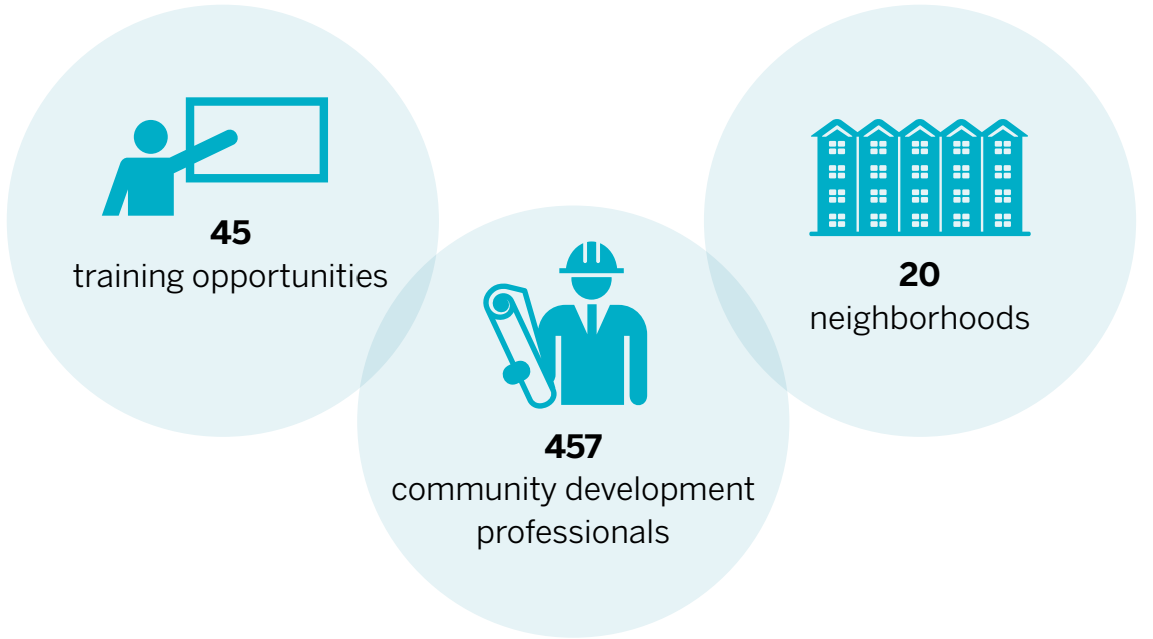 45
training opportunities
457
community development
professionals
20
neighborhoods